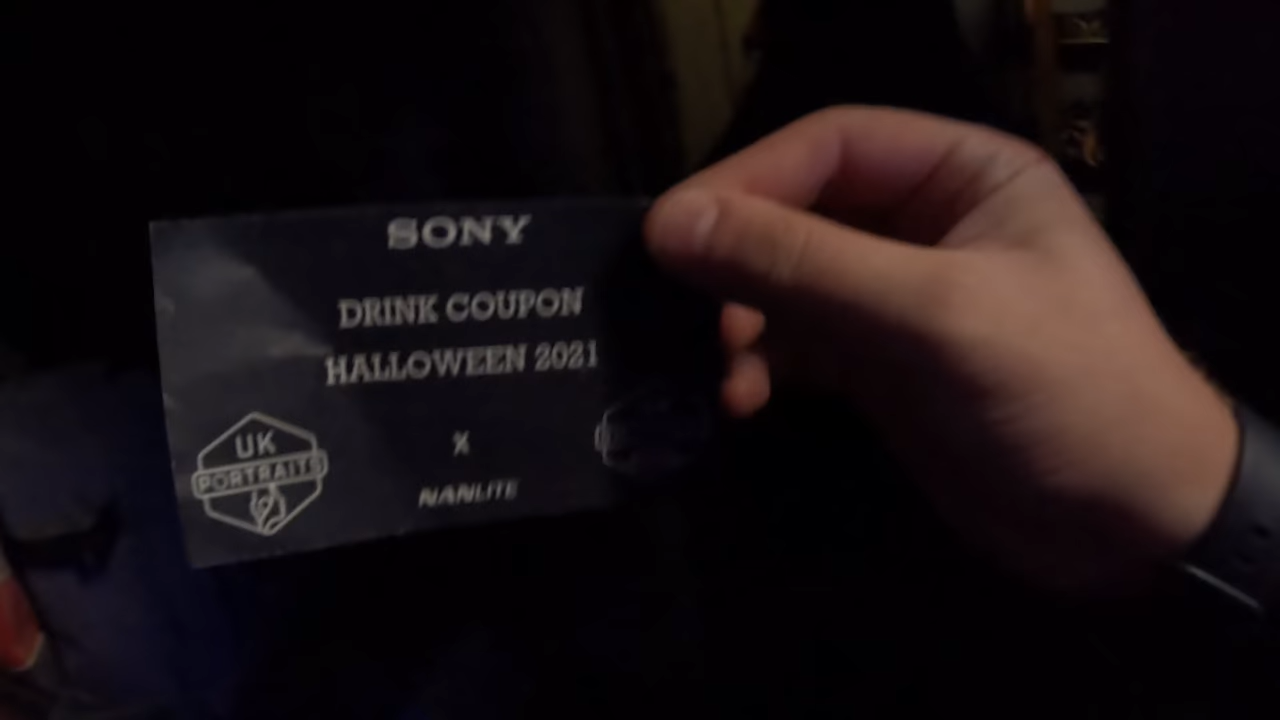 SONY
DRINK COUPON
HALLOWEEN 2021
UK
PORTRAITS
X
NANLITE